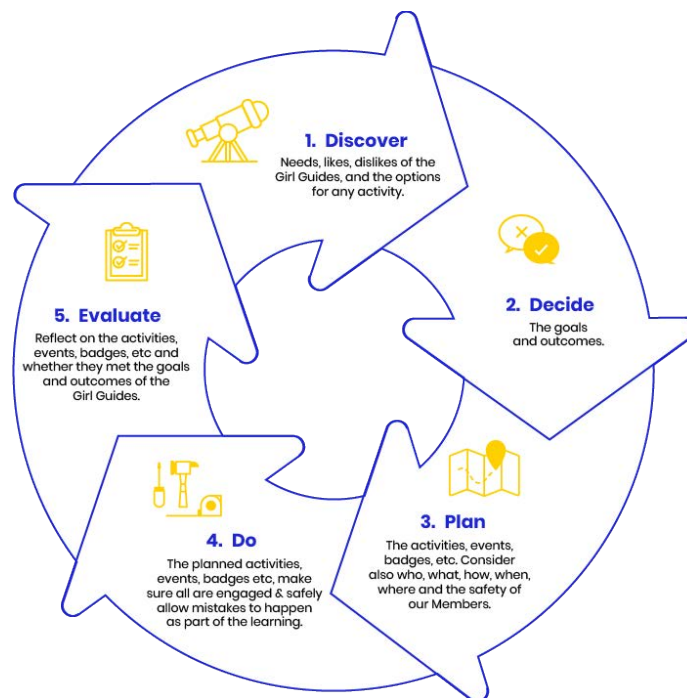 1. Discover
Needs, likes, dislikes of the
Girl Guides, and the options
for any activity.
2. Decide
The goals
and outcomes.
3. Plan
The activities, events,
badges, etc. Consider
also who, what, how, when,
where and the safety of
our Members.
4. Do
The planned activities,
events, badges etc, make
sure all are engaged & safely
allow mistakes to happen
as part of the learning.
5. Evaluate
Reflect on the activities,
events, badges, etc and
whether they met the goals
and outcomes of the
Girl Guides.